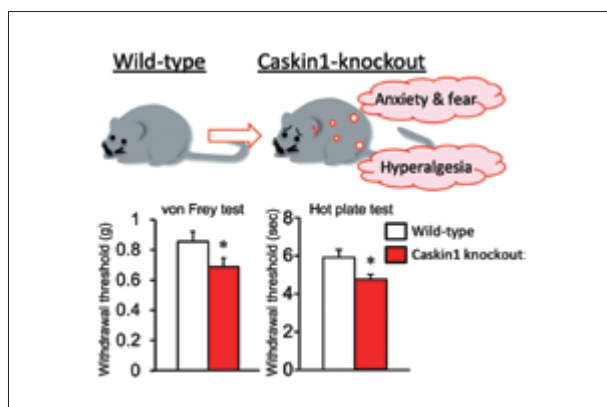 Wild-type
Caskin1-knockout
Anxiety & fear
Hyperalgesia
von Frey test
Withdrawal threshold (g)
1
0.8
0.6
0.4
0.2
0
*
Hot plate test
Withdrawal threshold (sec)
8
6
4
2
0
*
Wild-type
Caskin1 knockout: